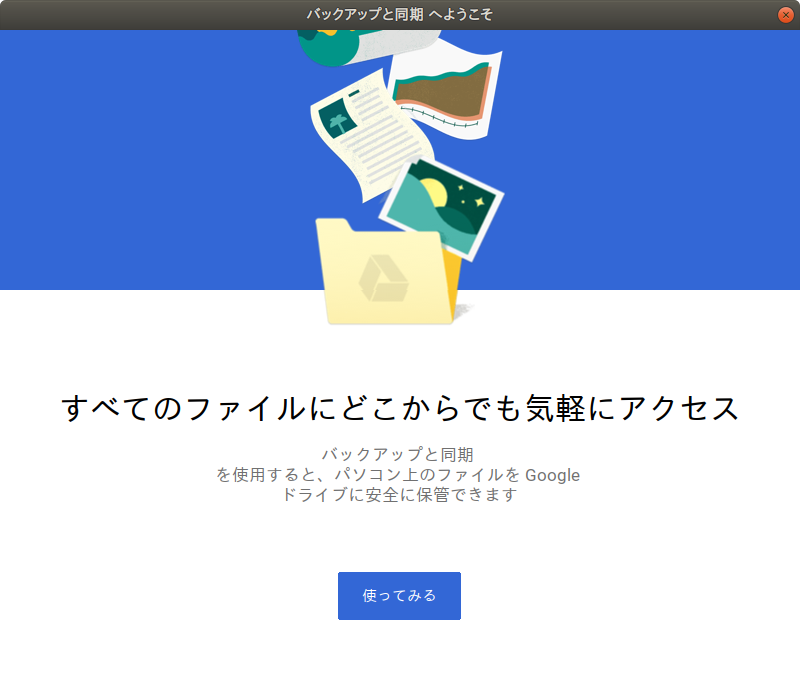 バックアップと同期 へようこそ
すべてのファイルにどこからでも気軽にアクセス
バックアップと同期
を使用すると、パソコン上のファイルを Google
ドライブに安全に保管できます
使ってみる